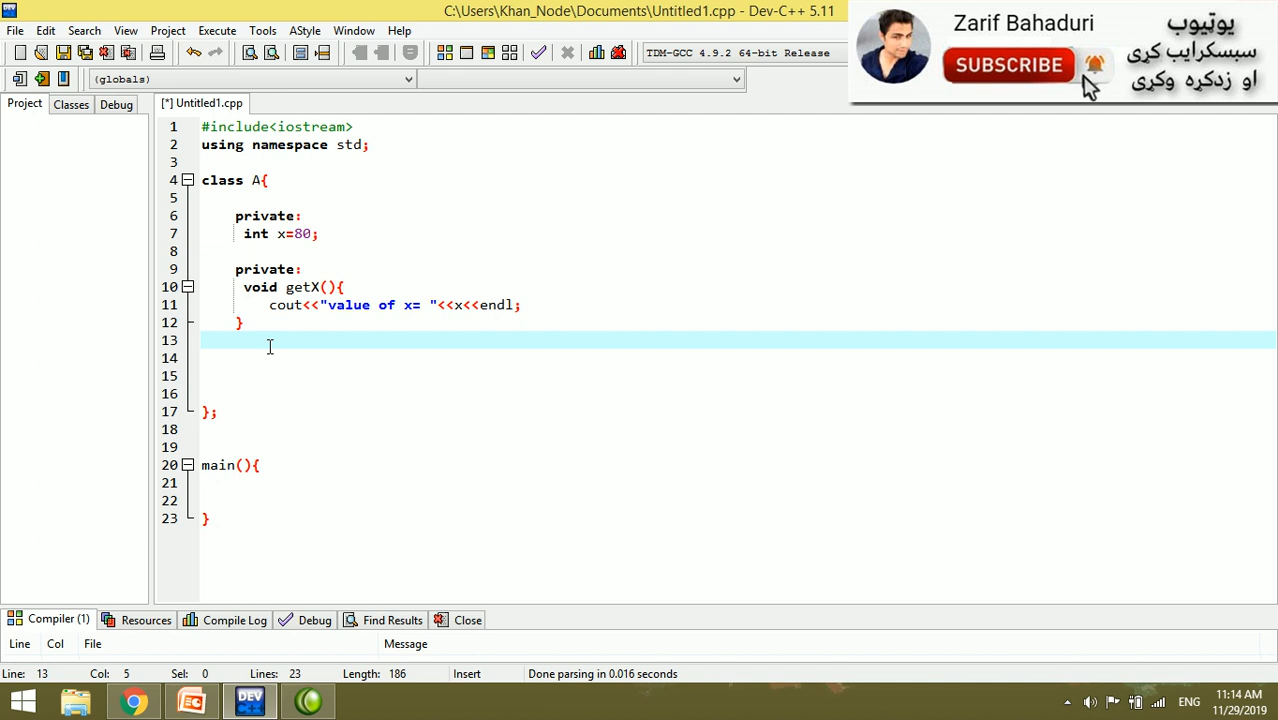 C:\Users\Khan_Node\Documents\Untitled1.cpp - Dev-C++ 5.11
Zarif Bahaduri
SUBSCRIBE
یوټیوب
سبسکرایب کړی
او زدکړه وکړی
File Edit Search View Project Execute Tools AStyle Window Help
TDM-GCC 4.9.2 64-bit Release
(globals)
Project Classes Debug
[*] Untitled1.cpp
1 #include<iostream>
2 using namespace std;
3
4 class A{
5
6 private:
7 int x=80;
8
9 private:
10 void getX(){
11 cout<<"value of x= "<<x<<endl;
12 }
13
14
15
16
17 };
18
19
20 main(){
21
22
23 }
Compiler (1) Resources Compile Log Debug Find Results Close
Line Col File Message
Line: 13 Col: 5 Sel: 0 Lines: 23 Length: 186 Insert Done parsing in 0.016 seconds
DEV
ENG
11:14 AM
11/29/2019